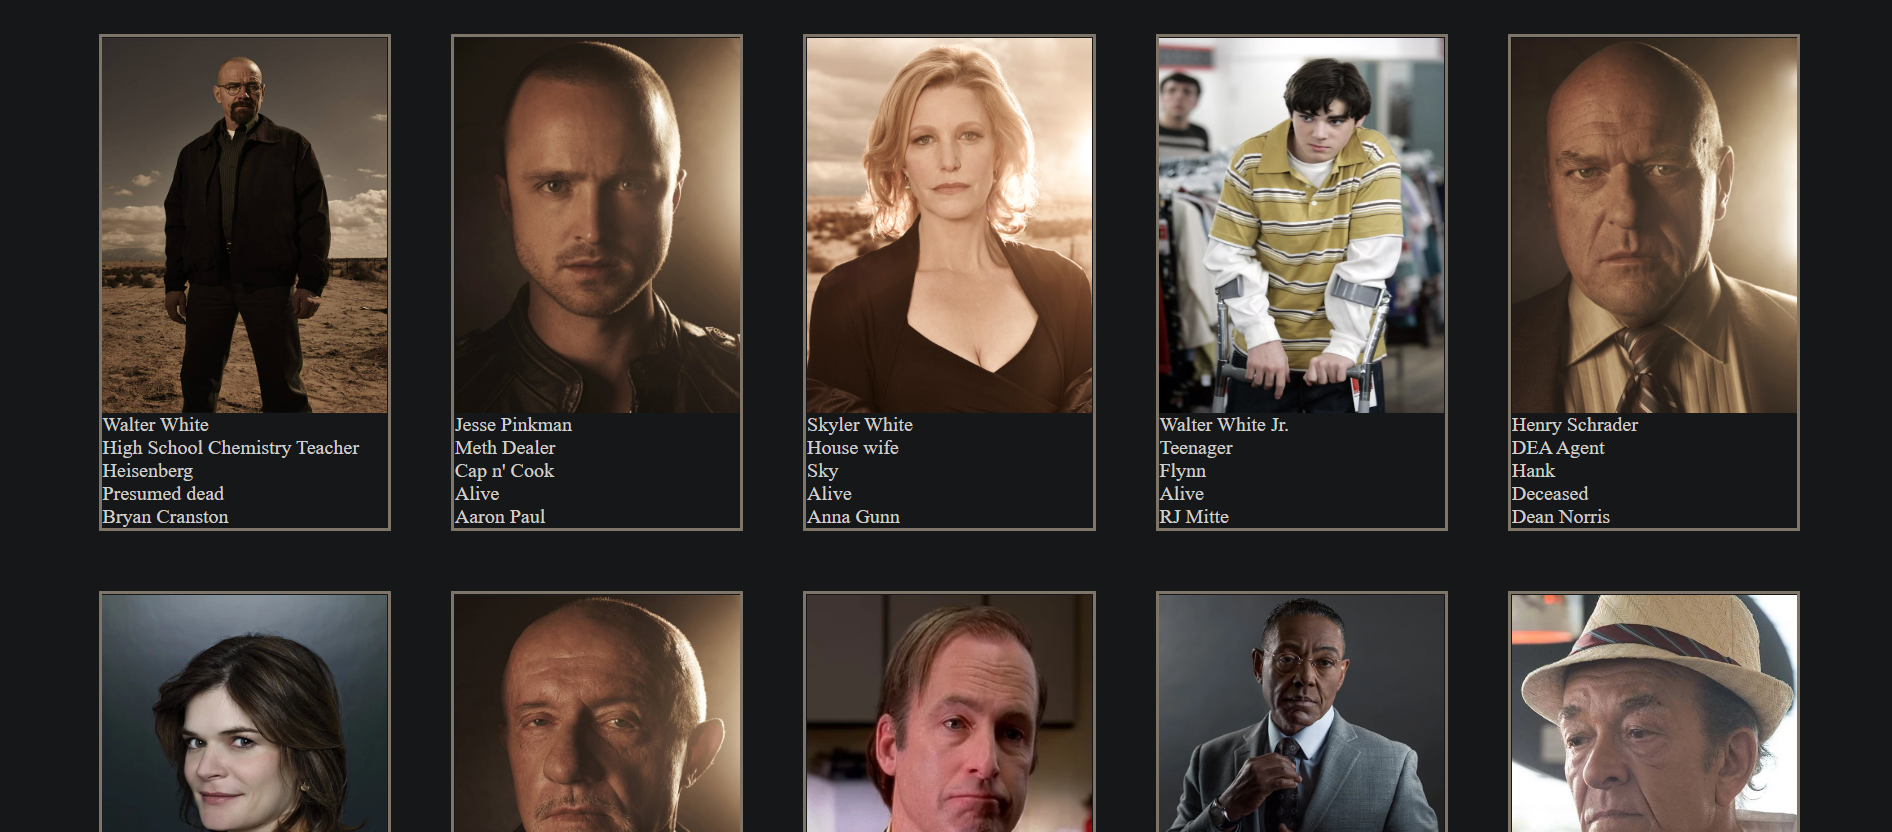 Walter White
High School Chemistry Teacher
Heisenberg
Presumed dead
Bryan Cranston
Jesse Pinkman
Meth Dealer
Cap n' Cook
Alive
Aaron Paul
Skyler White
House wife
Sky
Alive
Anna Gunn
Walter White Jr.
Teenager
Flynn
Alive
RJ Mitte
Henry Schrader
DEA Agent
Hank
Deceased
Dean Norris